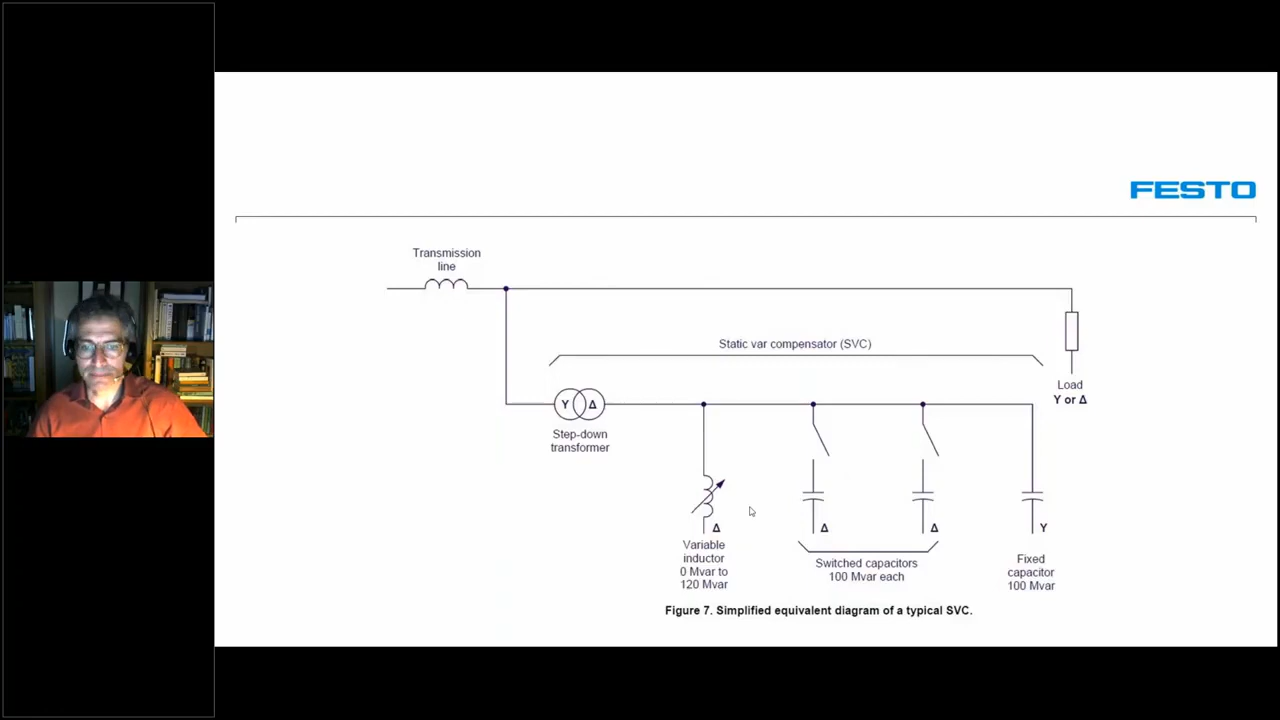 FESTO
Transmission
line
Static var compensator (SVC)
Load
Y or Δ
Y Δ
Step-down
transformer
Δ
Δ
Δ
Y
Variable
inductor
0 Mvar to
120 Mvar
Switched capacitors
100 Mvar each
Fixed
capacitor
100 Mvar
Figure 7. Simplified equivalent diagram of a typical SVC.